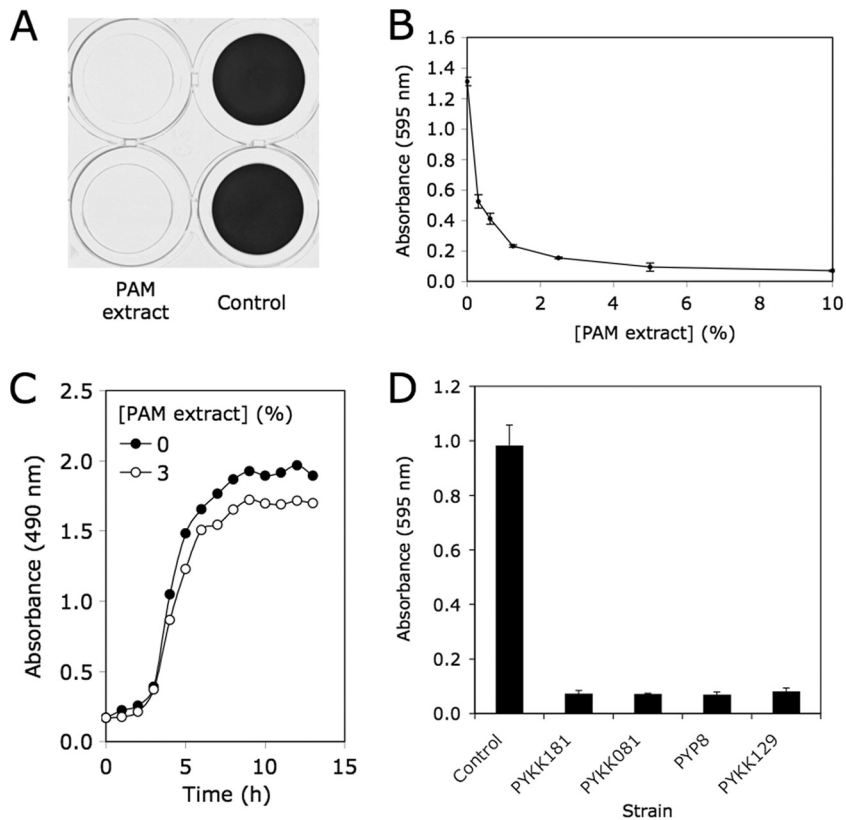 A
PAM
extract
Control
B
Absorbance (595 nm)
1.6
1.4
1.2
1.0
0.8
0.6
0.4
0.2
0.0
0
2
4
6
8
10
[PAM extract] (%)
C
Absorbance (490 nm)
2.5
2.0
1.5
1.0
0.5
0.0
[PAM extract] (%)
0
3
0
5
10
15
Time (h)
D
Absorbance (595 nm)
1.2
1.0
0.8
0.6
0.4
0.2
0.0
Control
PYKK181
PYKK081
PYP8
PYKK129
Strain